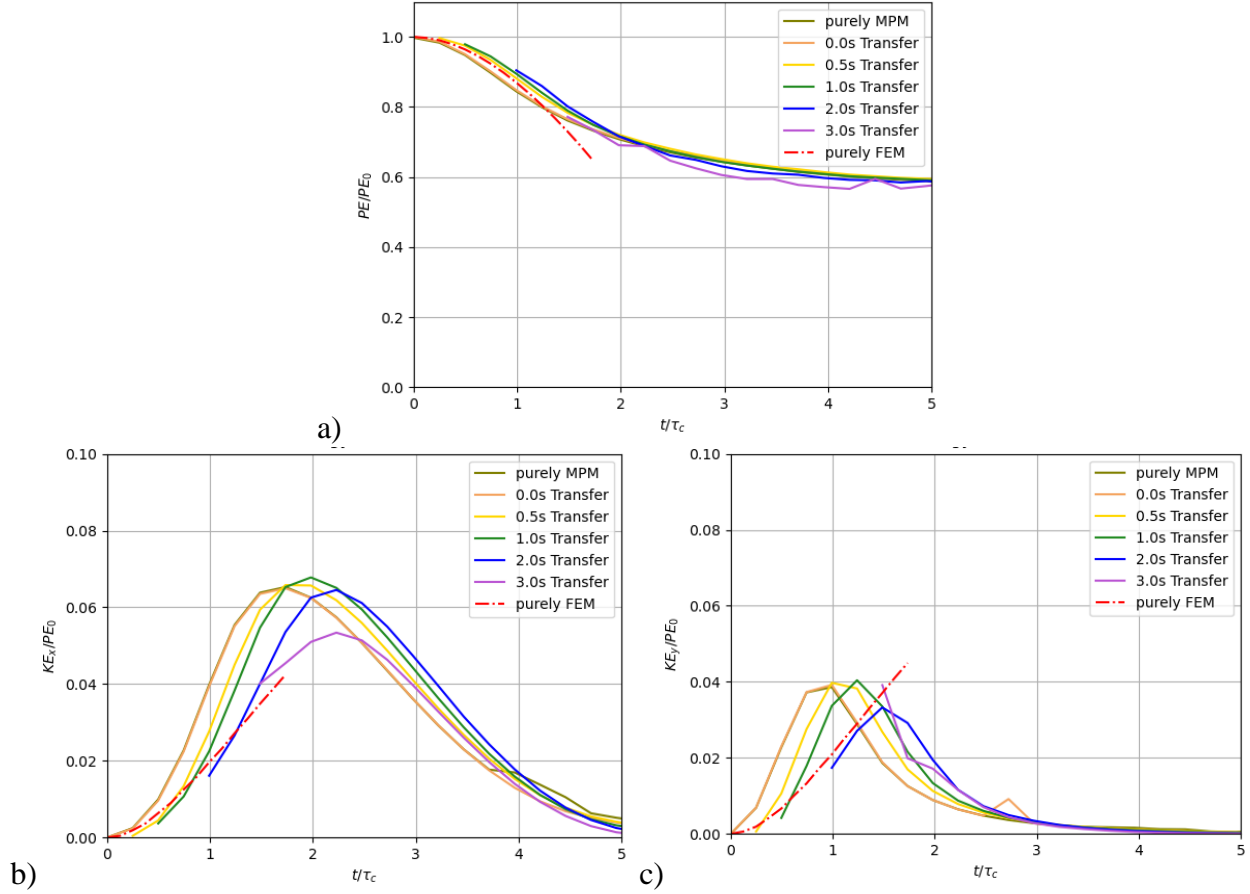 1.0
0.8
0.6
0.4
0.2
0.0
PE/PE₀
0 1 2 3 4 5
t/τc
purely MPM
0.0s Transfer
0.5s Transfer
1.0s Transfer
2.0s Transfer
3.0s Transfer
purely FEM
a)
0.10
0.08
0.06
0.04
0.02
0.00
KEₓ/PE₀
0 1 2 3 4 5
t/τc
purely MPM
0.0s Transfer
0.5s Transfer
1.0s Transfer
2.0s Transfer
3.0s Transfer
purely FEM
b)
0.10
0.08
0.06
0.04
0.02
0.00
KEy/PE₀
0 1 2 3 4 5
t/τc
purely MPM
0.0s Transfer
0.5s Transfer
1.0s Transfer
2.0s Transfer
3.0s Transfer
purely FEM
c)